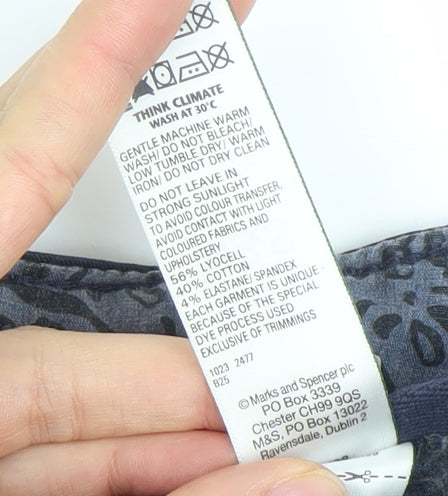 THINK CLIMATE
WASH AT 30°C
GENTLE MACHINE WARM
WASH/ DO NOT BLEACH/
LOW TUMBLE DRY/ WARM
IRON/ DO NOT DRY CLEAN
DO NOT LEAVE IN
STRONG SUNLIGHT
TO AVOID COLOUR TRANSFER,
AVOID CONTACT WITH LIGHT
COLOURED FABRICS AND
UPHOLSTERY
56% LYOCELL
40% COTTON
4% ELASTANE/ SPANDEX
EACH GARMENT IS UNIQUE -
BECAUSE OF THE SPECIAL
DYE PROCESS USED
EXCLUSIVE OF TRIMMINGS
1023 2477
B25
© Marks and Spencer plc
PO Box 3339
Chester CH99 9QS
M&S, PO Box 13022
Ravensdale, Dublin 2